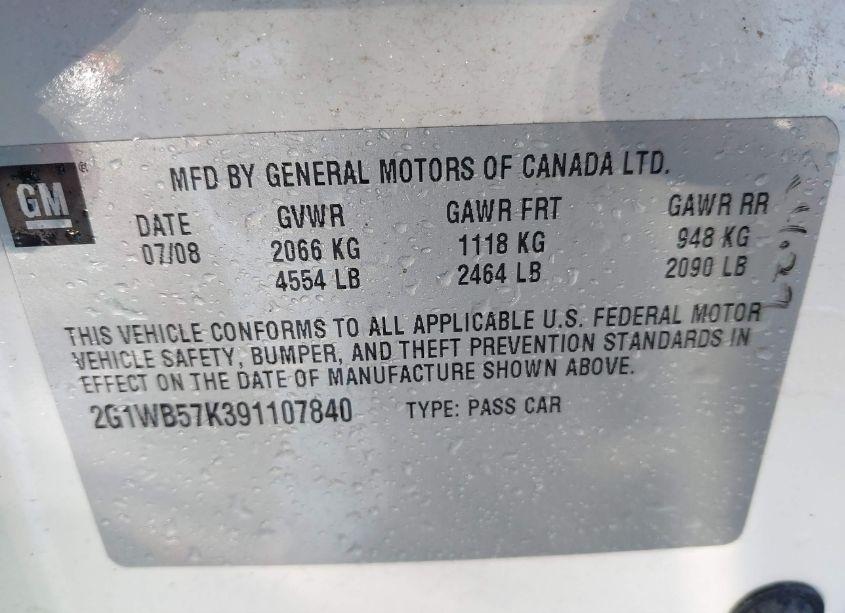 GM®
MFD BY GENERAL MOTORS OF CANADA LTD.
DATE GVWR GAWR FRT GAWR RR
07/08 2066 KG 1118 KG 948 KG
4554 LB 2464 LB 2090 LB
THIS VEHICLE CONFORMS TO ALL APPLICABLE U.S. FEDERAL MOTOR
VEHICLE SAFETY, BUMPER, AND THEFT PREVENTION STANDARDS IN
EFFECT ON THE DATE OF MANUFACTURE SHOWN ABOVE.
2G1WB57K391107840 TYPE: PASS CAR